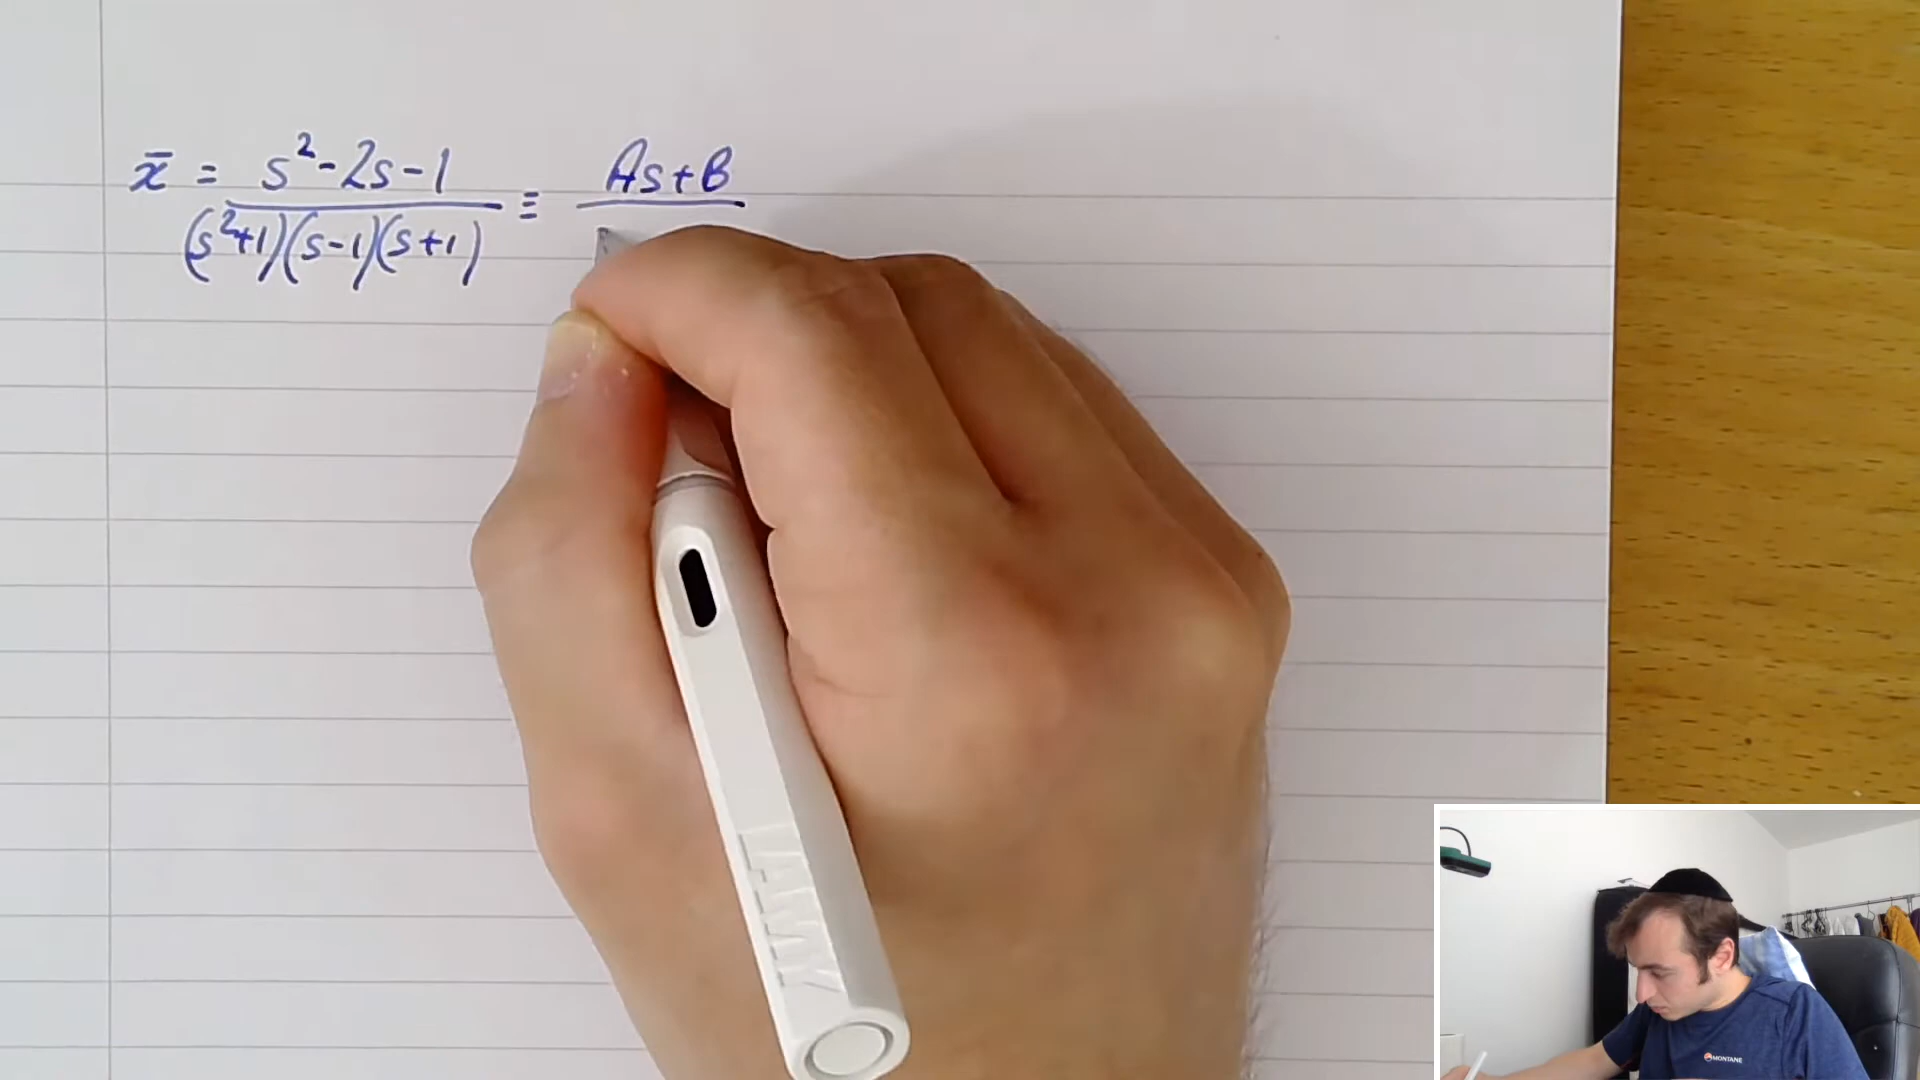 x̄ = s²-2s-1 / (s²+1)(s-1)(s+1) ≡ As+B /
LAMY
MONTANE